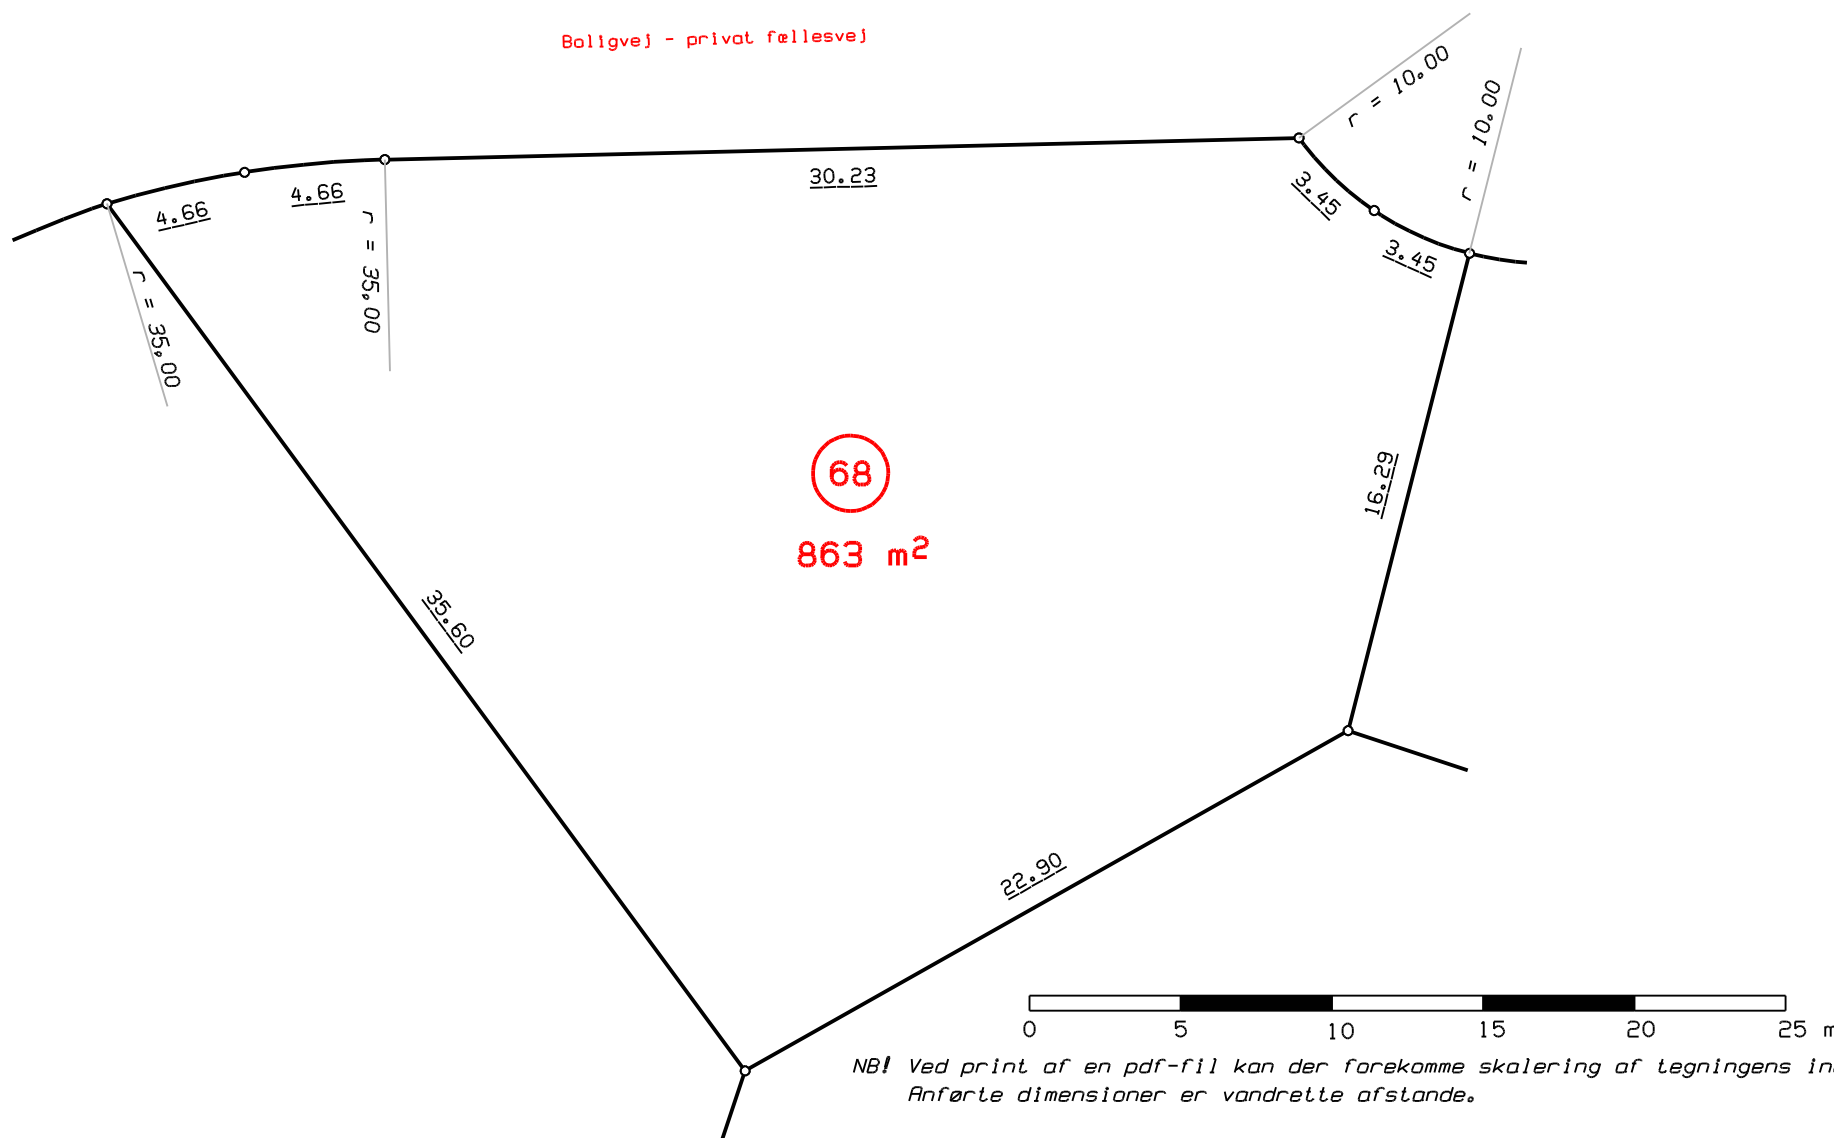 Boligvej - privat fællesvej
r = 10.00
r = 10.00
30.23
4.66
4.66
3.45
3.45
r = 35.00
r = 35.00
68
863 m2
16.29
35.60
22.90
0 5 10 15 20 25 m
NB! Ved print af en pdf-fil kan der forekomme skalering af tegningens
Anførte dimensioner er vandrette afstande.